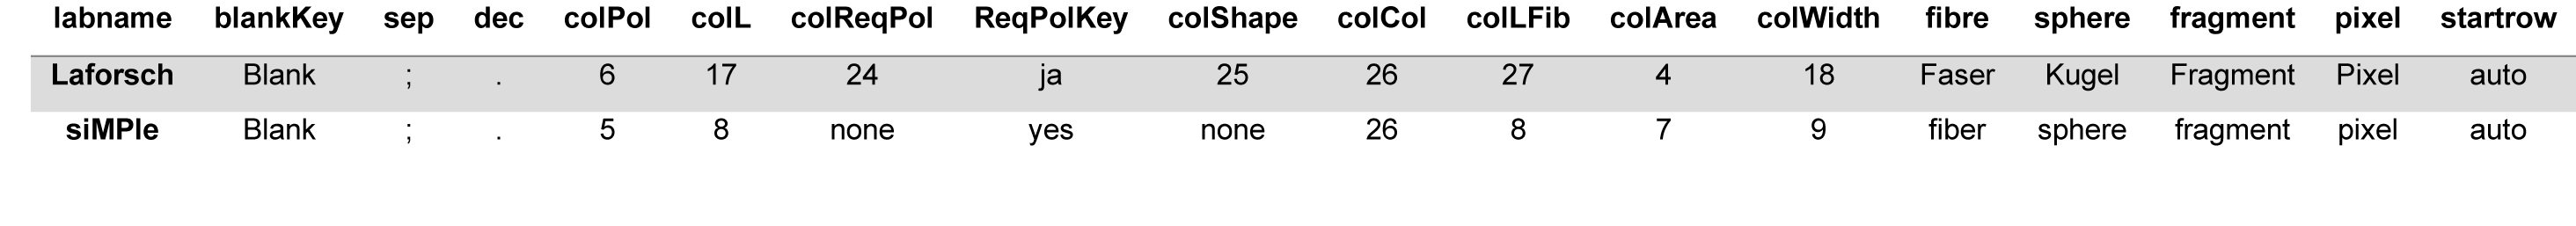 labname blankKey sep dec colPol colL colReqPol ReqPolKey colShape colCol colLFib colArea colWidth fibre sphere fragment pixel startrow
Laforsch Blank ; . 6 17 24 ja 25 26 27 4 18 Faser Kugel Fragment Pixel auto
siMPle Blank ; . 5 8 none yes none 26 8 7 9 fiber sphere fragment pixel auto